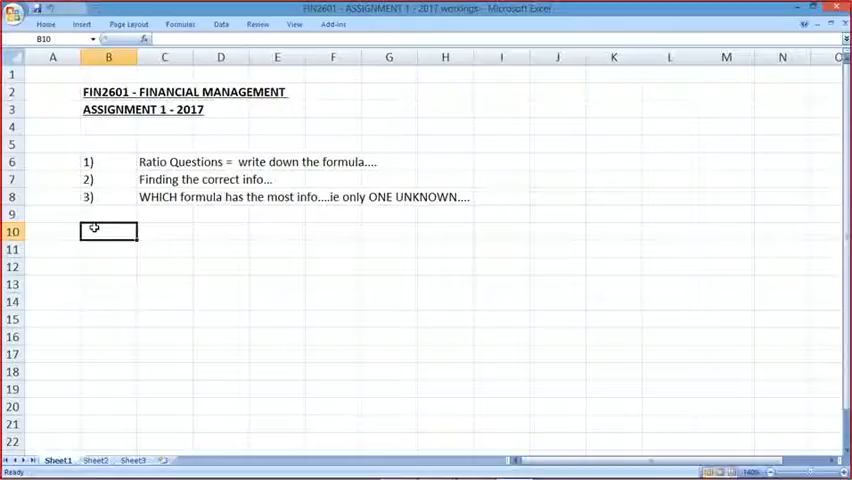 FIN2601 - ASSIGNMENT 1 - 2017 workings - Microsoft Excel
Home Insert Page Layout Formulas Data Review View Add-Ins
B10 fx
A B C D E F G H I J K L M N O
1
2 FIN2601 - FINANCIAL MANAGEMENT
3 ASSIGNMENT 1 - 2017
4
5
6 1) Ratio Questions = write down the formula....
7 2) Finding the correct info...
8 3) WHICH formula has the most info....ie only ONE UNKNOWN....
9
10
11
12
13
14
15
16
17
18
19
20
21
22
Sheet1 Sheet2 Sheet3
Ready 140%